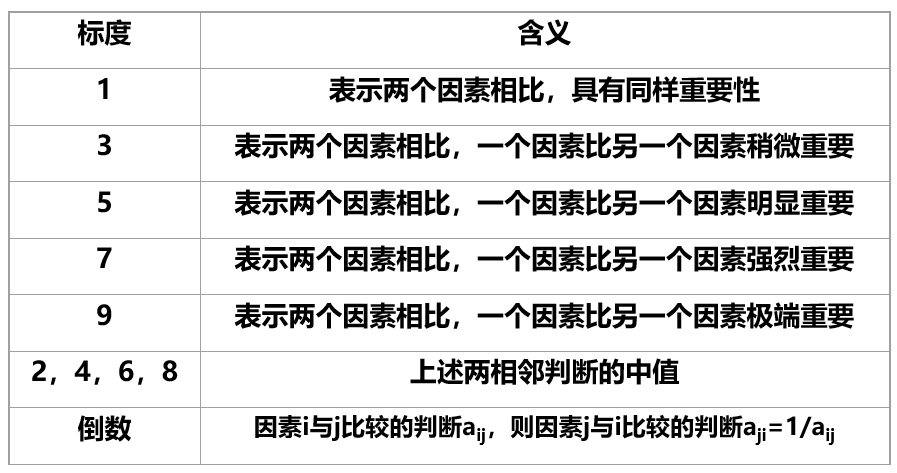 标度 含义
1 表示两个因素相比，具有同样重要性
3 表示两个因素相比，一个因素比另一个因素稍微重要
5 表示两个因素相比，一个因素比另一个因素明显重要
7 表示两个因素相比，一个因素比另一个因素强烈重要
9 表示两个因素相比，一个因素比另一个因素极端重要
2，4，6，8 上述两相邻判断的中值
倒数 因素i与j比较的判断aij，则因素j与i比较的判断aji=1/aij